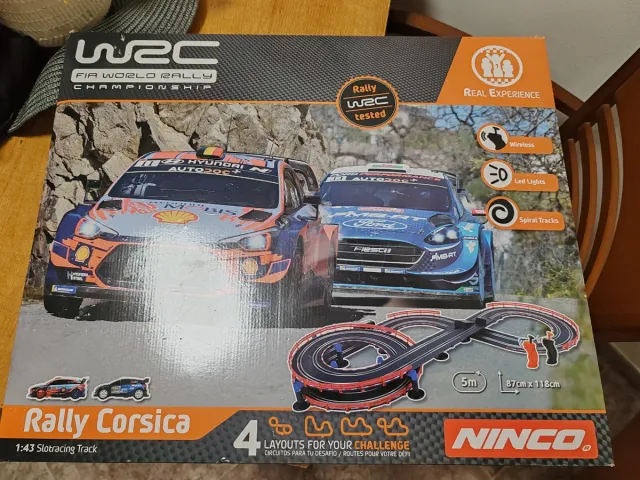 WRC
FIA WORLD RALLY
CHAMPIONSHIP
REAL EXPERIENCE
Rally
WRC
tested
Wireless
Led Lights
Spiral Tracks
HYUNDAI N
AUTODOC+
AUTODOC+
Ford
FIESTA
5m
87cm x 118cm
Rally Corsica
1:43 Slotracing Track
4 LAYOUTS FOR YOUR CHALLENGE
CIRCUITOS PARA TU DESAFÍO / ROUTES POUR VOTRE DÉFI
NINCO